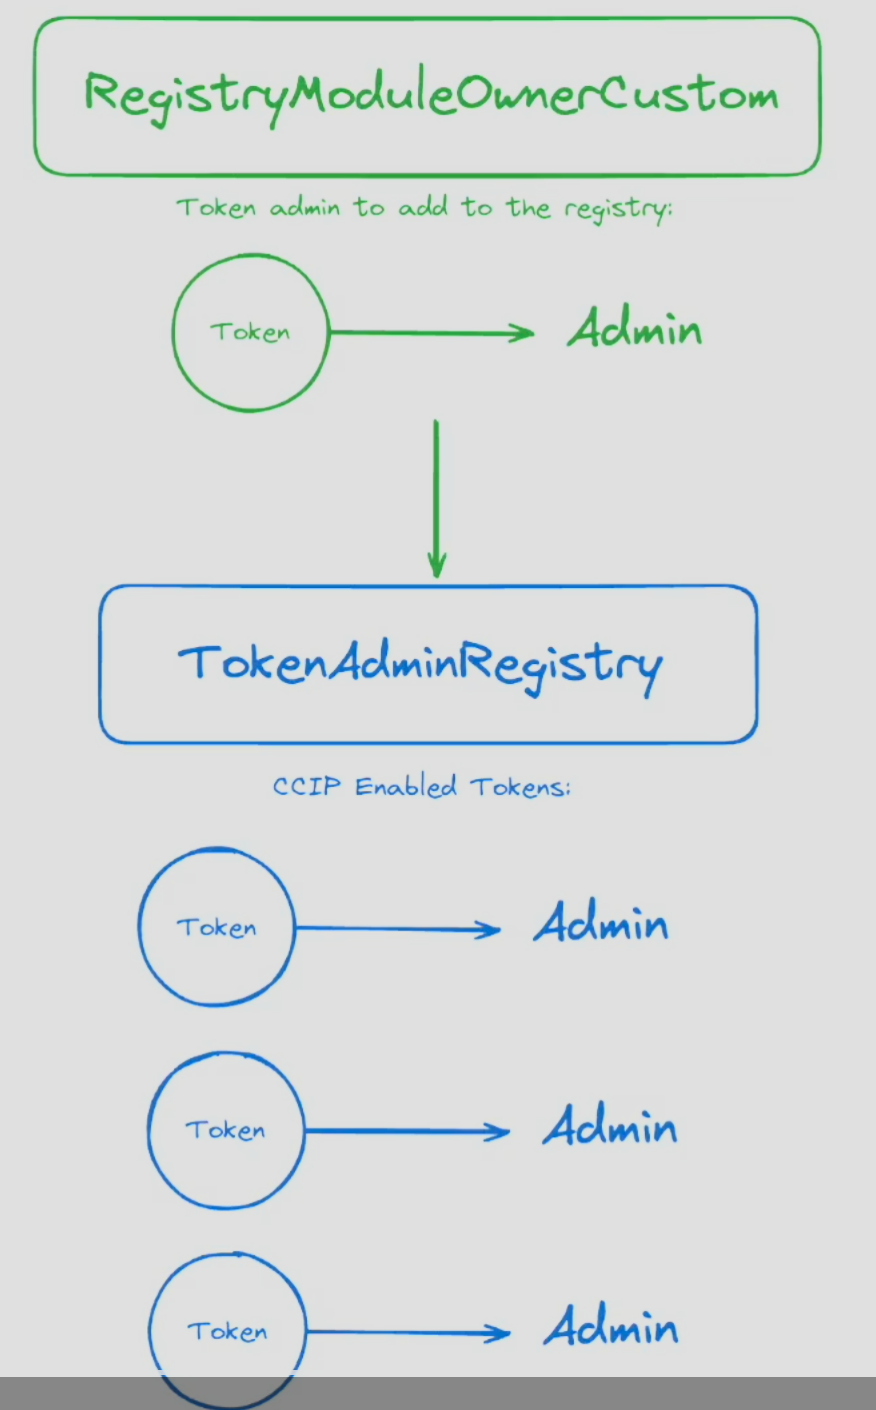 RegistryModuleOwnerCustom
Token admin to add to the registry:
Token
Admin
TokenAdminRegistry
CCIP Enabled Tokens:
Token
Admin
Token
Admin
Token
Admin